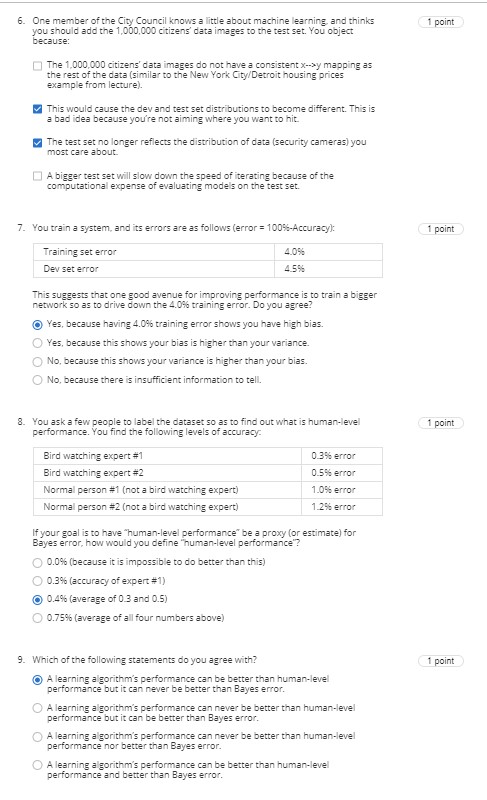 6. One member of the City Council knows a little about machine learning, and thinks
you should add the 1,000,000 citizens' data images to the test set. You object
because:
1 point
The 1,000,000 citizens' data images do not have a consistent x-->y mapping as
the rest of the data (similar to the New York City/Detroit housing prices
example from lecture).
This would cause the dev and test set distributions to become different. This is
a bad idea because you're not aiming where you want to hit.
The test set no longer reflects the distribution of data (security cameras) you
most care about.
A bigger test set will slow down the speed of iterating because of the
computational expense of evaluating models on the test set.
7. You train a system, and its errors are as follows (error = 100%-Accuracy):
1 point
Training set error 4.0%
Dev set error 4.5%
This suggests that one good avenue for improving performance is to train a bigger
network so as to drive down the 4.0% training error. Do you agree?
Yes, because having 4.0% training error shows you have high bias.
Yes, because this shows your bias is higher than your variance.
No, because this shows your variance is higher than your bias.
No, because there is insufficient information to tell.
8. You ask a few people to label the dataset so as to find out what is human-level
performance. You find the following levels of accuracy:
1 point
Bird watching expert #1 0.3% error
Bird watching expert #2 0.5% error
Normal person #1 (not a bird watching expert) 1.0% error
Normal person #2 (not a bird watching expert) 1.2% error
If your goal is to have "human-level performance" be a proxy (or estimate) for
Bayes error, how would you define "human-level performance"?
0.0% (because it is impossible to do better than this)
0.3% (accuracy of expert #1)
0.4% (average of 0.3 and 0.5)
0.75% (average of all four numbers above)
9. Which of the following statements do you agree with?
1 point
A learning algorithm's performance can be better than human-level
performance but it can never be better than Bayes error.
A learning algorithm's performance can never be better than human-level
performance but it can be better than Bayes error.
A learning algorithm's performance can never be better than human-level
performance nor better than Bayes error.
A learning algorithm's performance can be better than human-level
performance and better than Bayes error.